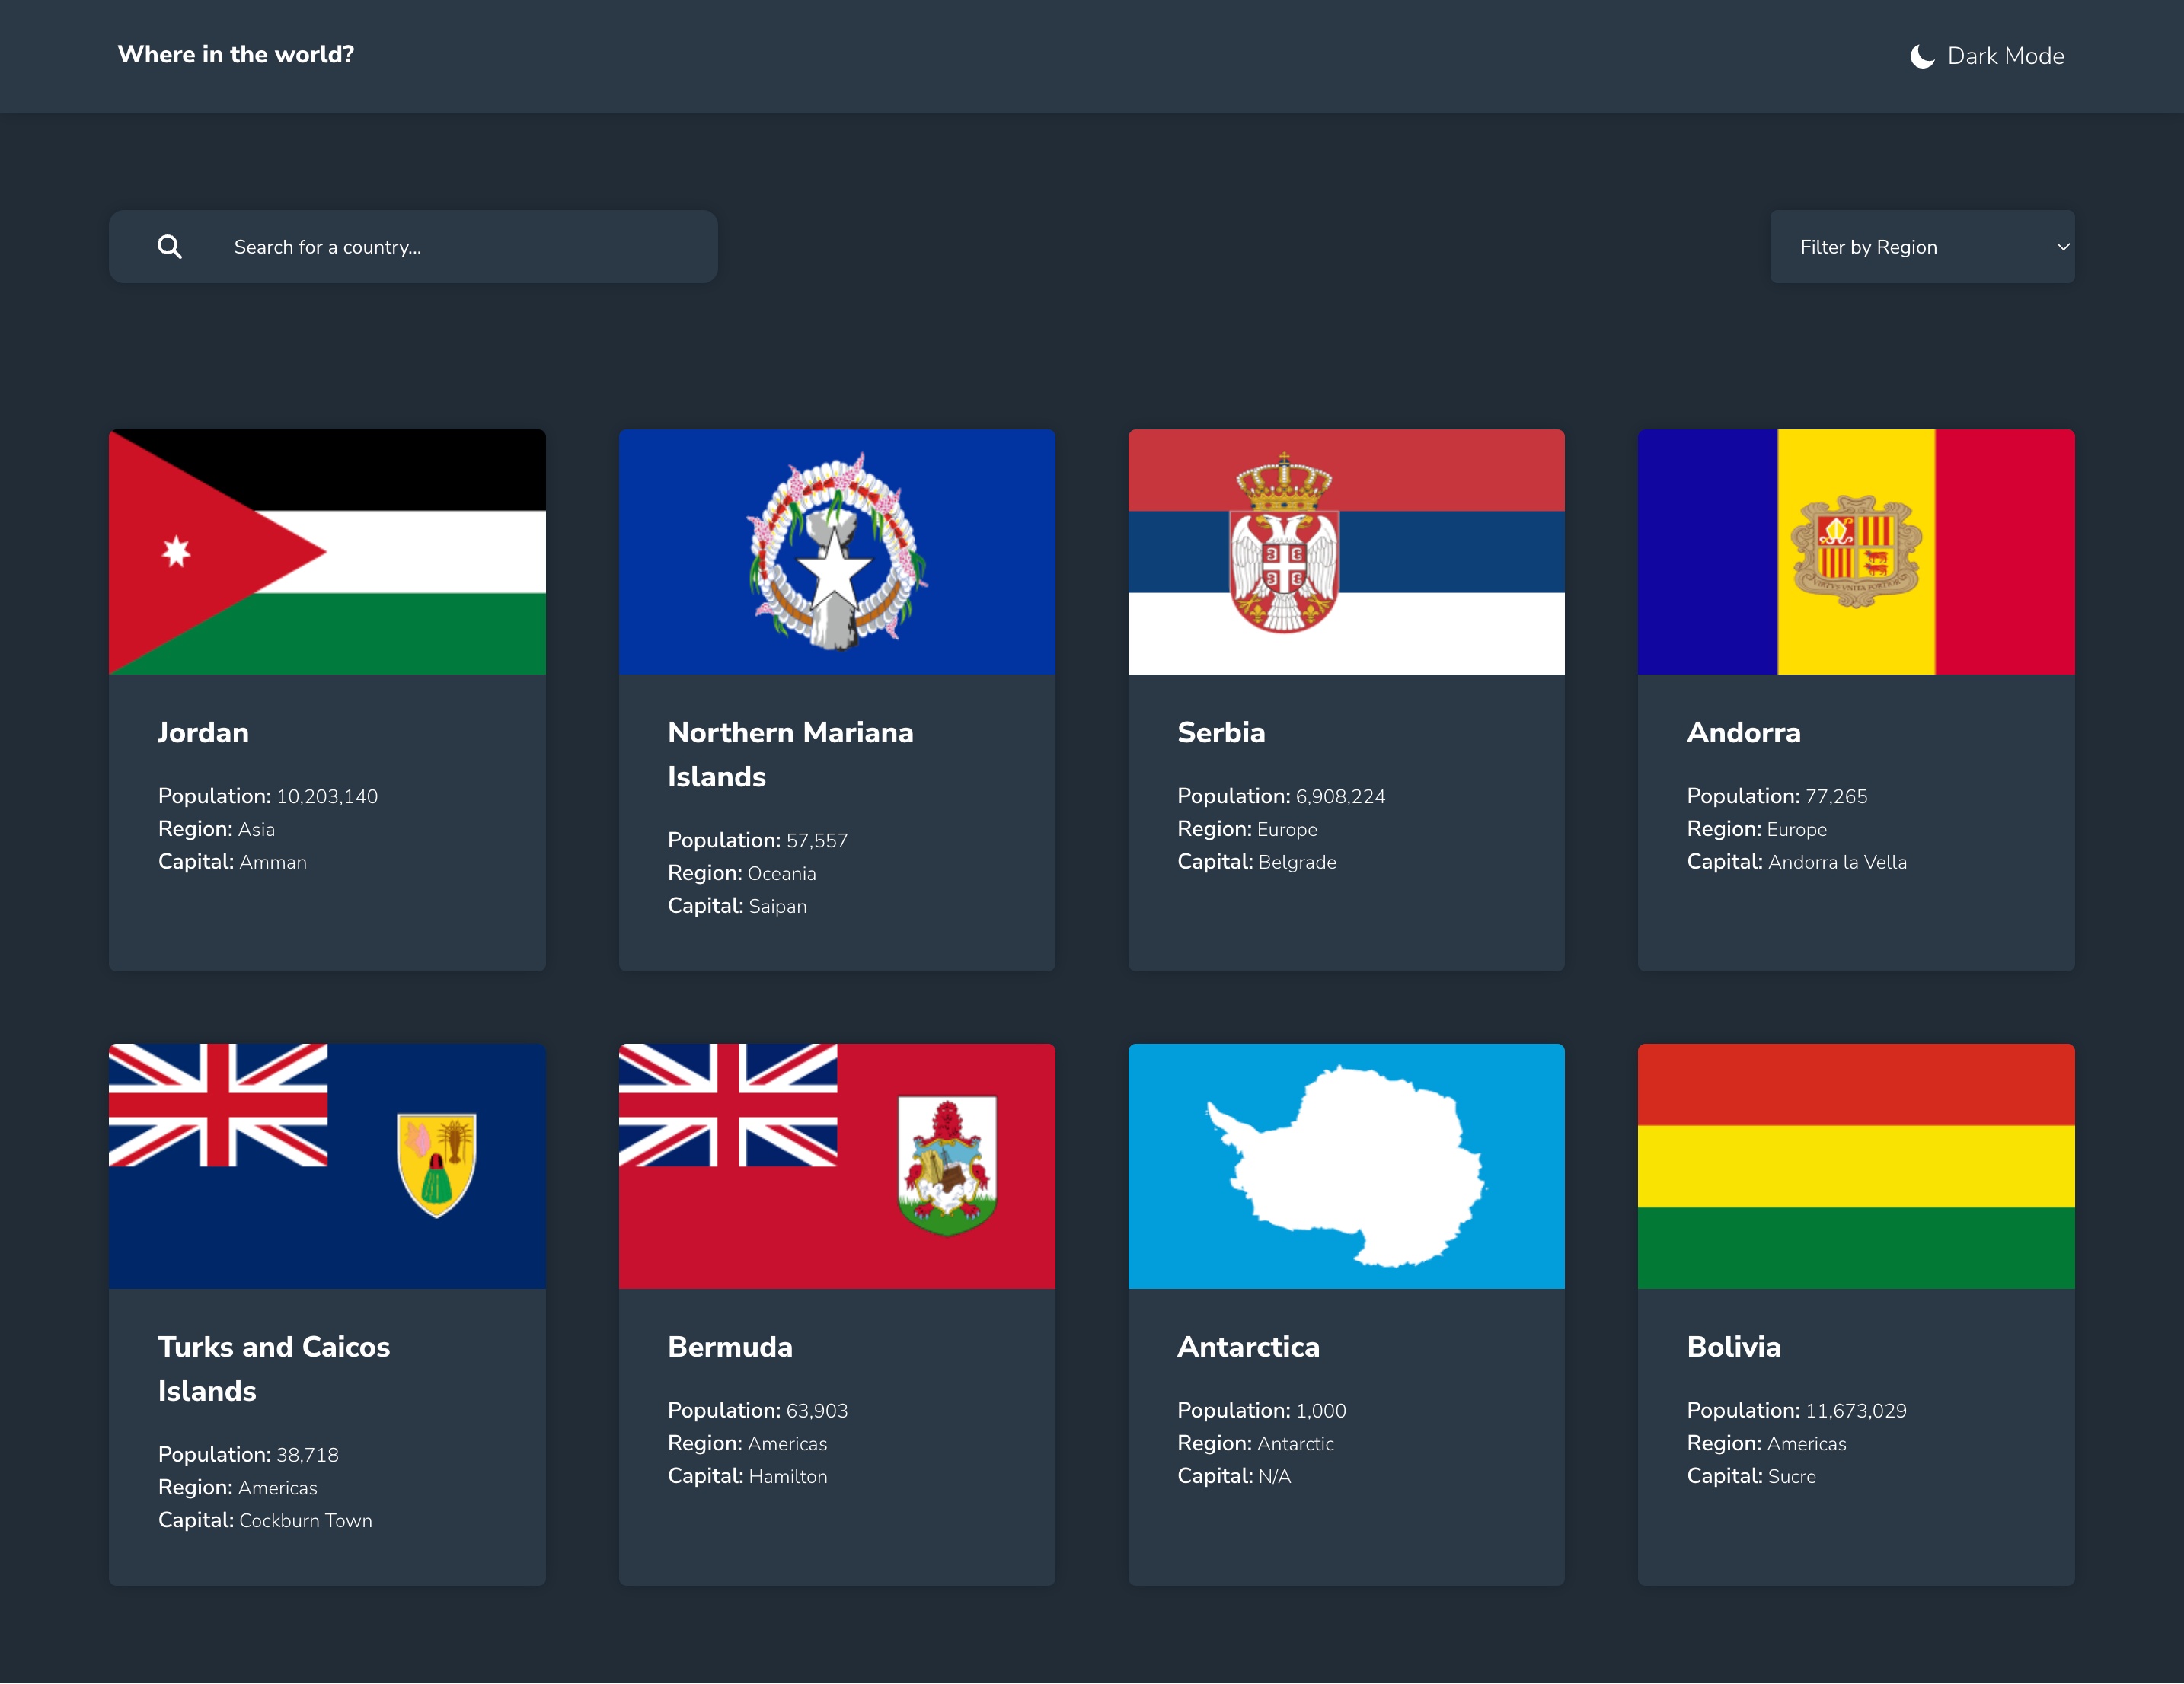 Where in the world?
Dark Mode
Search for a country...
Filter by Region
Jordan
Population: 10,203,140
Region: Asia
Capital: Amman
Northern Mariana
Islands
Population: 57,557
Region: Oceania
Capital: Saipan
Serbia
Population: 6,908,224
Region: Europe
Capital: Belgrade
Andorra
Population: 77,265
Region: Europe
Capital: Andorra la Vella
Turks and Caicos
Islands
Population: 38,718
Region: Americas
Capital: Cockburn Town
Bermuda
Population: 63,903
Region: Americas
Capital: Hamilton
Antarctica
Population: 1,000
Region: Antarctic
Capital: N/A
Bolivia
Population: 11,673,029
Region: Americas
Capital: Sucre